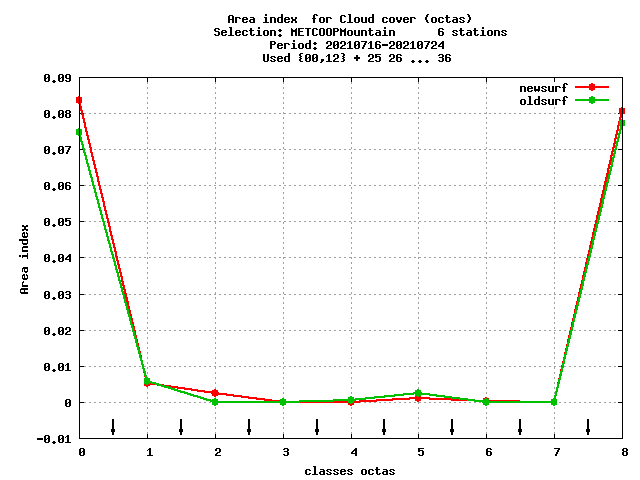 Area index  for Cloud cover (octas)
Selection: METCOOPMountain      6 stations
Period: 20210716-20210724
Used {00,12} + 25 26 ... 36
newsurf
oldsurf
0.09
0.08
0.07
0.06
0.05
0.04
0.03
0.02
0.01
0
-0.01
Area index
0 1 2 3 4 5 6 7 8
classes octas